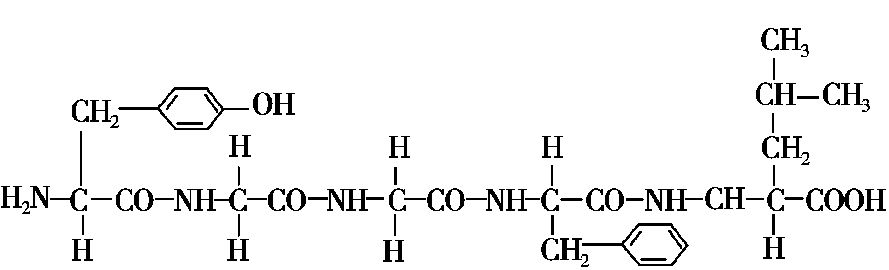 CH₃
CH—CH₃
CH₂—OH
H H H CH₂
H₂N—C—CO—NH—C—CO—NH—C—CO—NH—C—CO—NH—CH—C—COOH
H H H CH₂ H